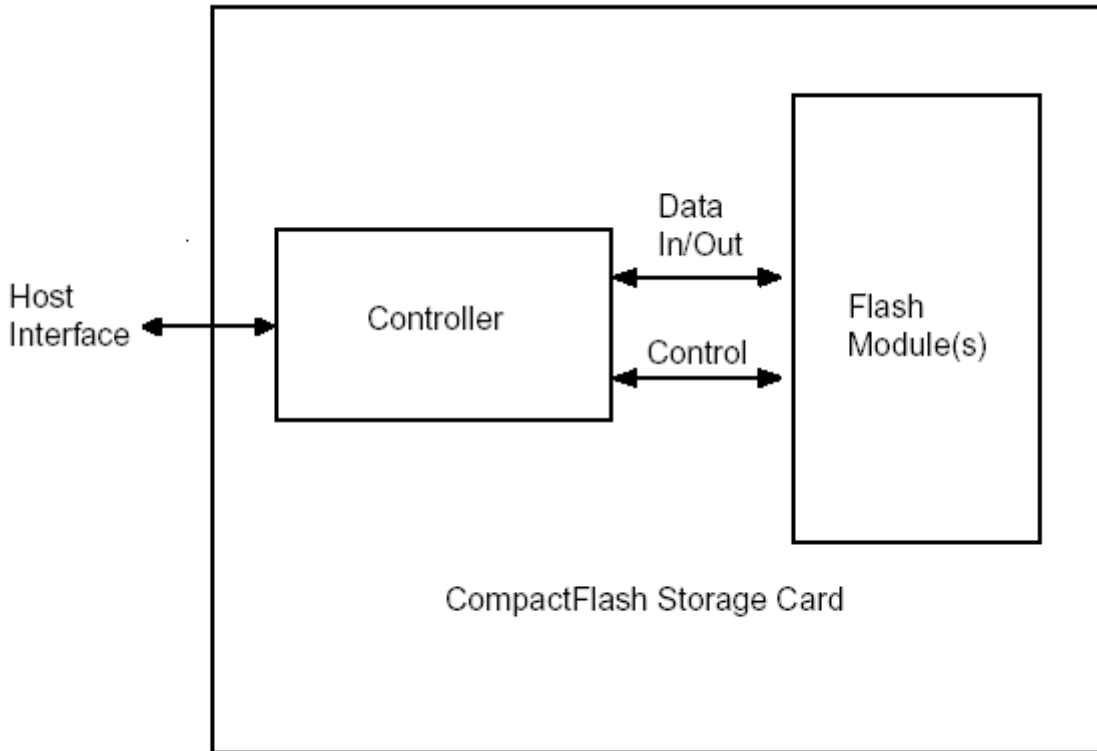 Host
Interface
Controller
Data
In/Out
Control
Flash
Module(s)
CompactFlash Storage Card